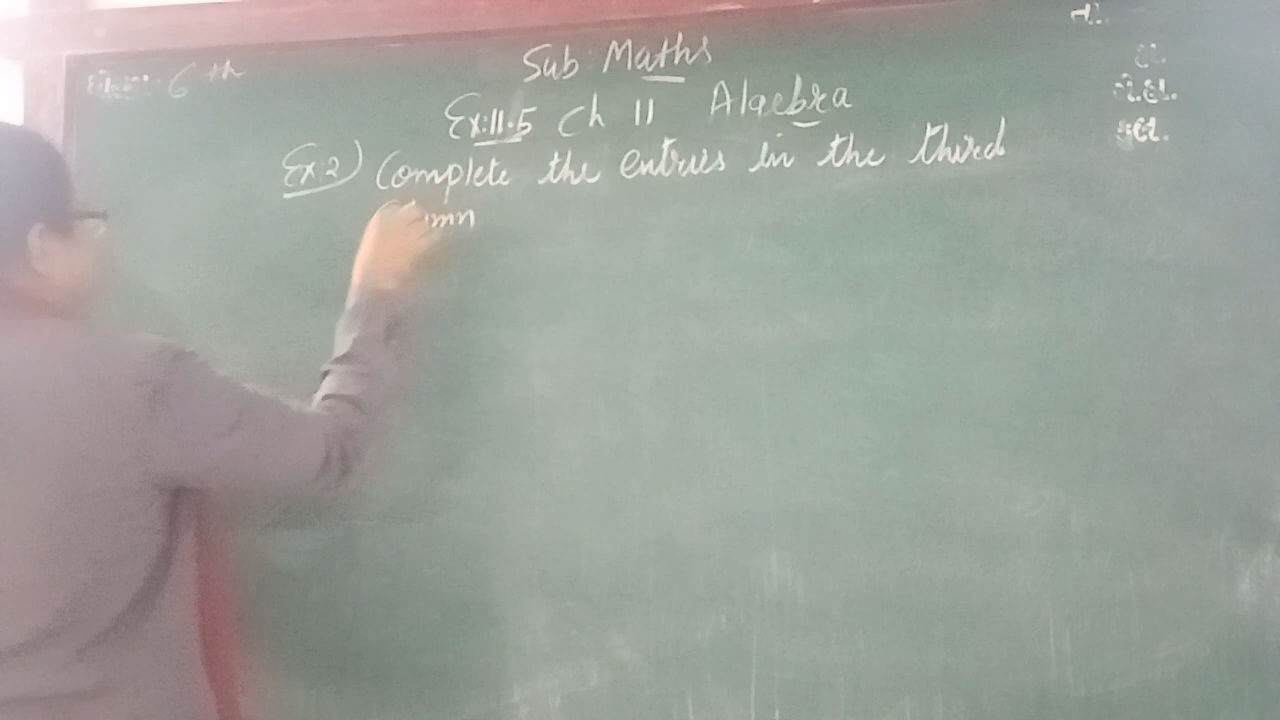 6th
Sub Maths
Ex:11.5 Ch 11 Algebra
Ex 2) Complete the entries in the third